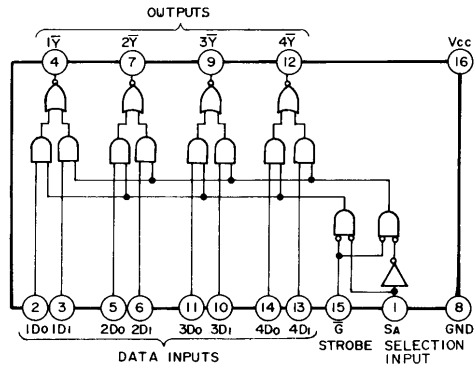 OUTPUTS
1Y̅ 2Y̅ 3Y̅ 4Y̅ Vcc
4 7 9 12 16
2 3 5 6 11 10 14 13 15 1 8
1D0 1D1 2D0 2D1 3D0 3D1 4D0 4D1 G̅ SA GND
DATA INPUTS STROBE SELECTION
INPUT